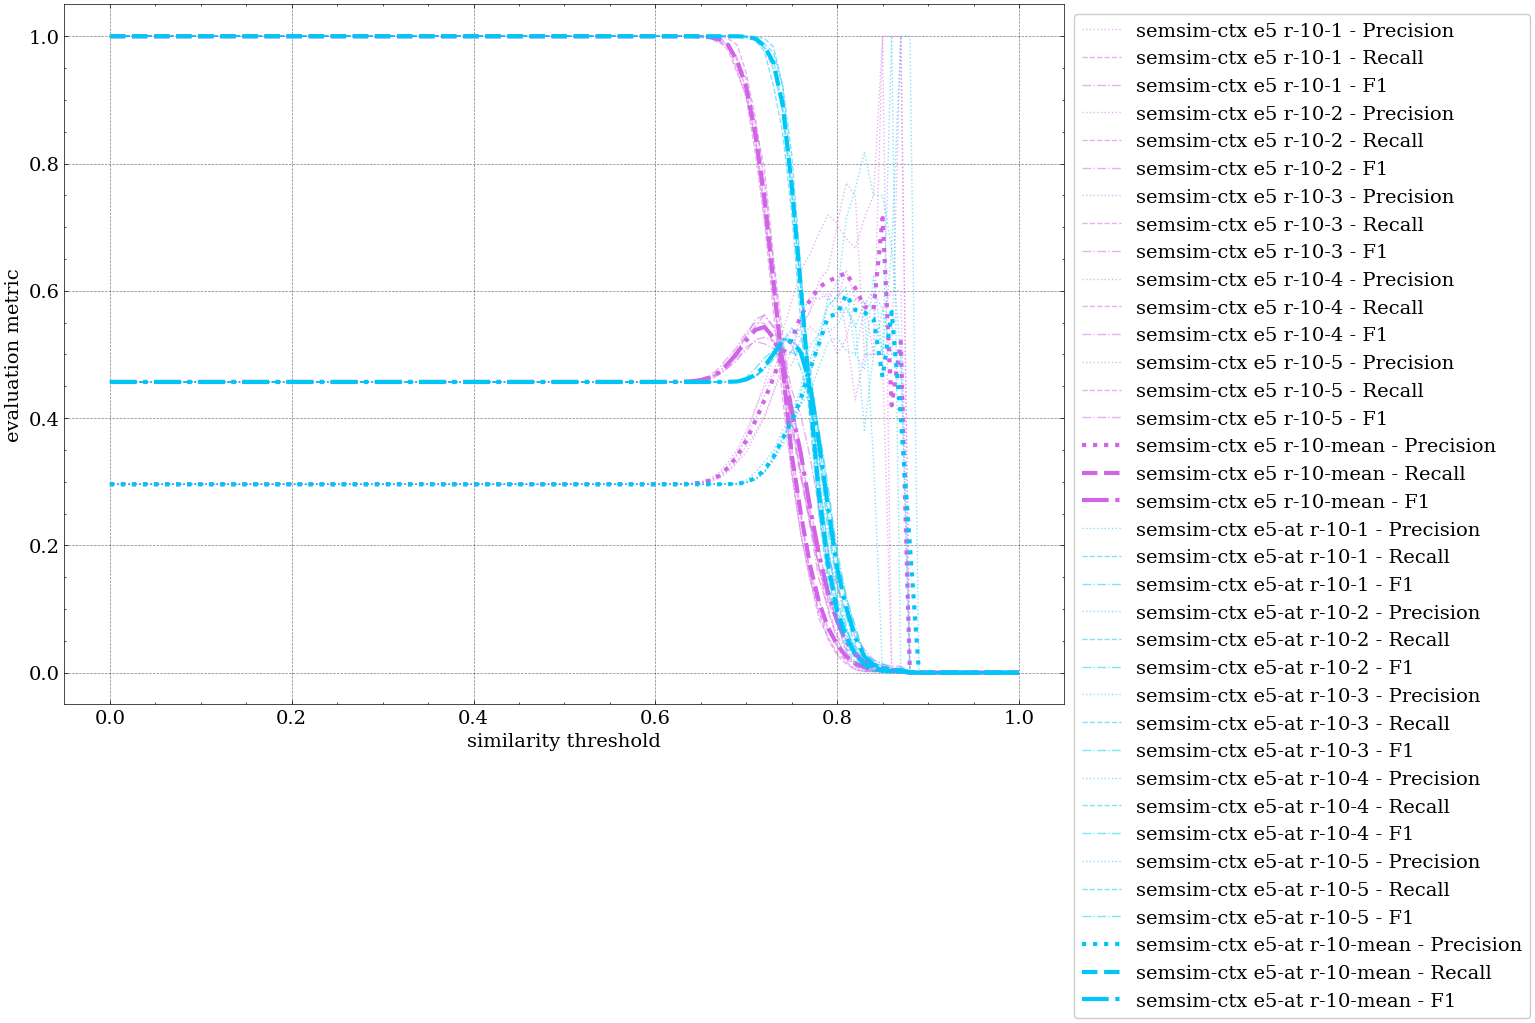 1.0
0.8
0.6
0.4
0.2
0.0
evaluation metric
0.0 0.2 0.4 0.6 0.8 1.0
similarity threshold
semsim-ctx e5 r-10-1 - Precision
semsim-ctx e5 r-10-1 - Recall
semsim-ctx e5 r-10-1 - F1
semsim-ctx e5 r-10-2 - Precision
semsim-ctx e5 r-10-2 - Recall
semsim-ctx e5 r-10-2 - F1
semsim-ctx e5 r-10-3 - Precision
semsim-ctx e5 r-10-3 - Recall
semsim-ctx e5 r-10-3 - F1
semsim-ctx e5 r-10-4 - Precision
semsim-ctx e5 r-10-4 - Recall
semsim-ctx e5 r-10-4 - F1
semsim-ctx e5 r-10-5 - Precision
semsim-ctx e5 r-10-5 - Recall
semsim-ctx e5 r-10-5 - F1
semsim-ctx e5 r-10-mean - Precision
semsim-ctx e5 r-10-mean - Recall
semsim-ctx e5 r-10-mean - F1
semsim-ctx e5-at r-10-1 - Precision
semsim-ctx e5-at r-10-1 - Recall
semsim-ctx e5-at r-10-1 - F1
semsim-ctx e5-at r-10-2 - Precision
semsim-ctx e5-at r-10-2 - Recall
semsim-ctx e5-at r-10-2 - F1
semsim-ctx e5-at r-10-3 - Precision
semsim-ctx e5-at r-10-3 - Recall
semsim-ctx e5-at r-10-3 - F1
semsim-ctx e5-at r-10-4 - Precision
semsim-ctx e5-at r-10-4 - Recall
semsim-ctx e5-at r-10-4 - F1
semsim-ctx e5-at r-10-5 - Precision
semsim-ctx e5-at r-10-5 - Recall
semsim-ctx e5-at r-10-5 - F1
semsim-ctx e5-at r-10-mean - Precision
semsim-ctx e5-at r-10-mean - Recall
semsim-ctx e5-at r-10-mean - F1